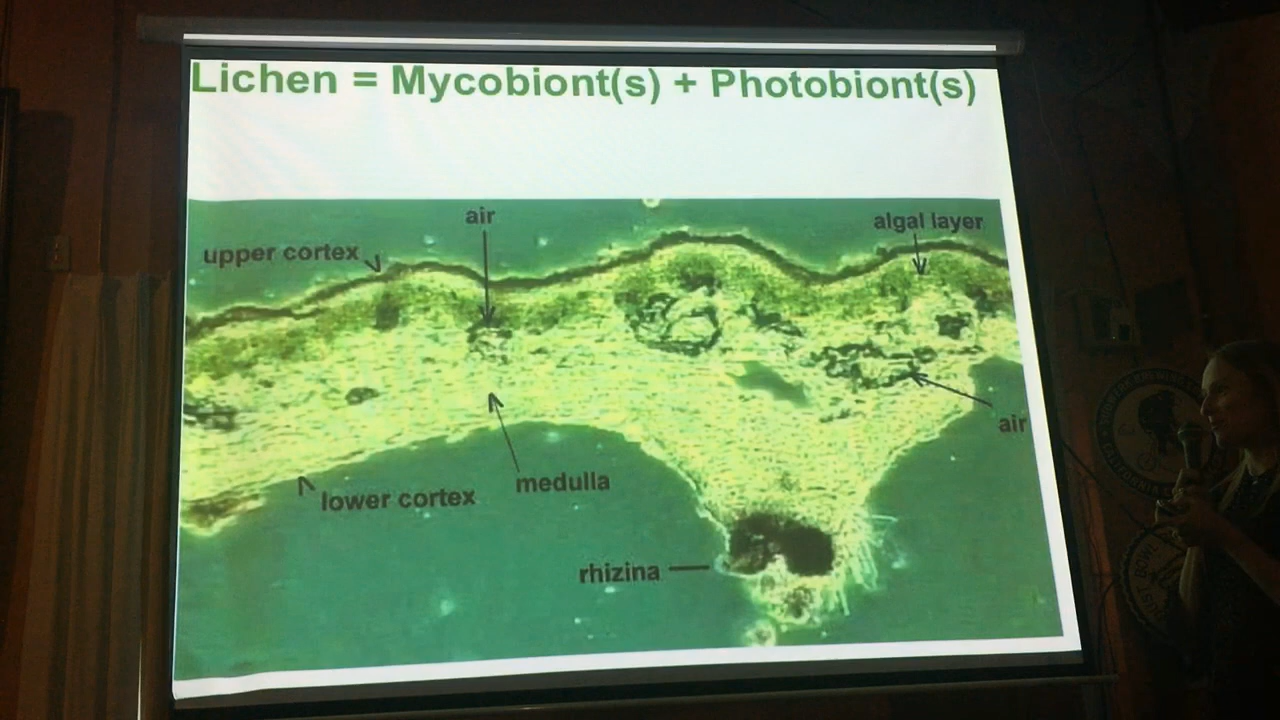 Lichen = Mycobiont(s) + Photobiont(s)
air
algal layer
upper cortex
air
medulla
lower cortex
rhizina